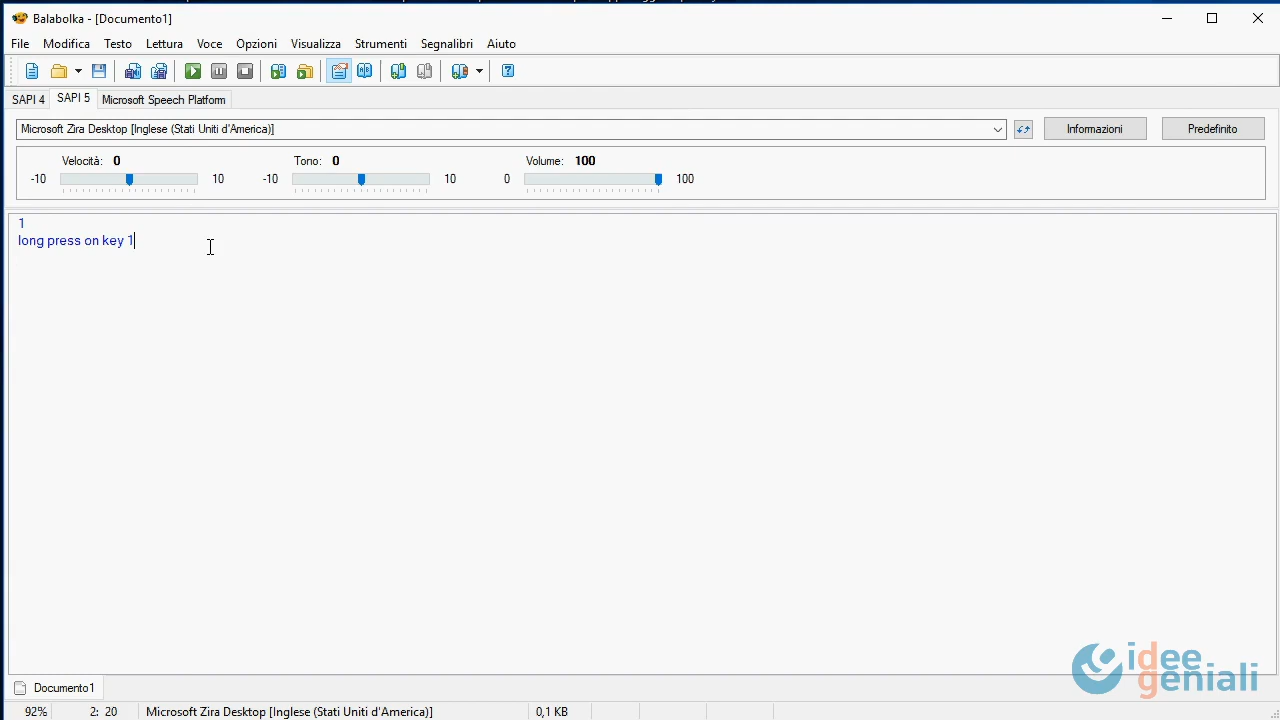 Balabolka - [Documento1]
File Modifica Testo Lettura Voce Opzioni Visualizza Strumenti Segnalibri Aiuto
SAPI 4 SAPI 5 Microsoft Speech Platform
Microsoft Zira Desktop [Inglese (Stati Uniti d'America)] Informazioni Predefinito
Velocità: 0 Tono: 0 Volume: 100
-10 10 -10 10 0 100
1
long press on key 1
idee
geniali
Documento1
92% 2: 20 Microsoft Zira Desktop [Inglese (Stati Uniti d'America)] 0,1 KB